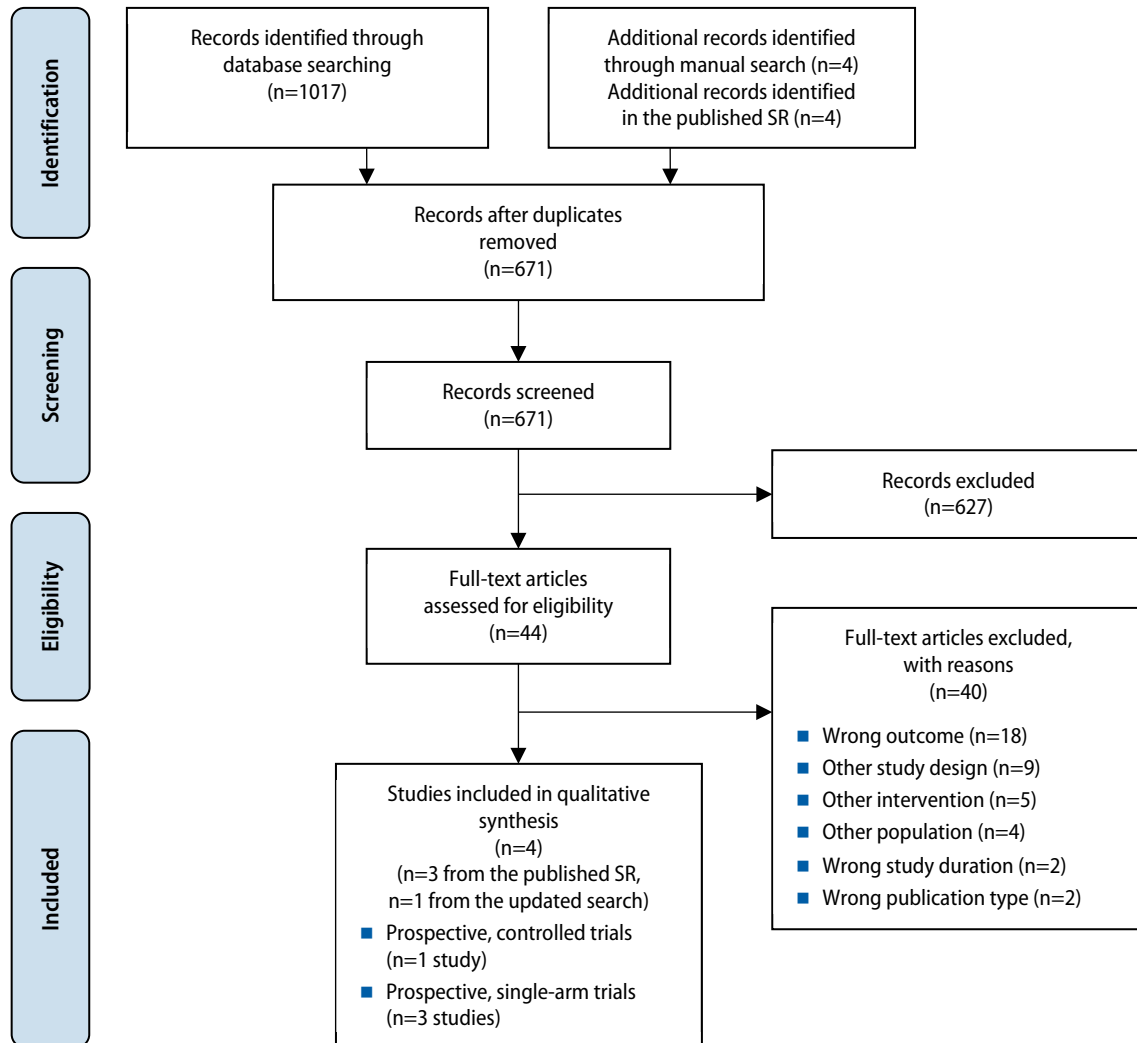 Identification
Records identified through
database searching
(n=1017)
Additional records identified
through manual search (n=4)
Additional records identified
in the published SR (n=4)
Records after duplicates
removed
(n=671)
Screening
Records screened
(n=671)
Records excluded
(n=627)
Eligibility
Full-text articles
assessed for eligibility
(n=44)
Full-text articles excluded,
with reasons
(n=40)
Wrong outcome (n=18)
Other study design (n=9)
Other intervention (n=5)
Other population (n=4)
Wrong study duration (n=2)
Wrong publication type (n=2)
Included
Studies included in qualitative
synthesis
(n=4)
(n=3 from the published SR,
n=1 from the updated search)
Prospective, controlled trials
(n=1 study)
Prospective, single-arm trials
(n=3 studies)